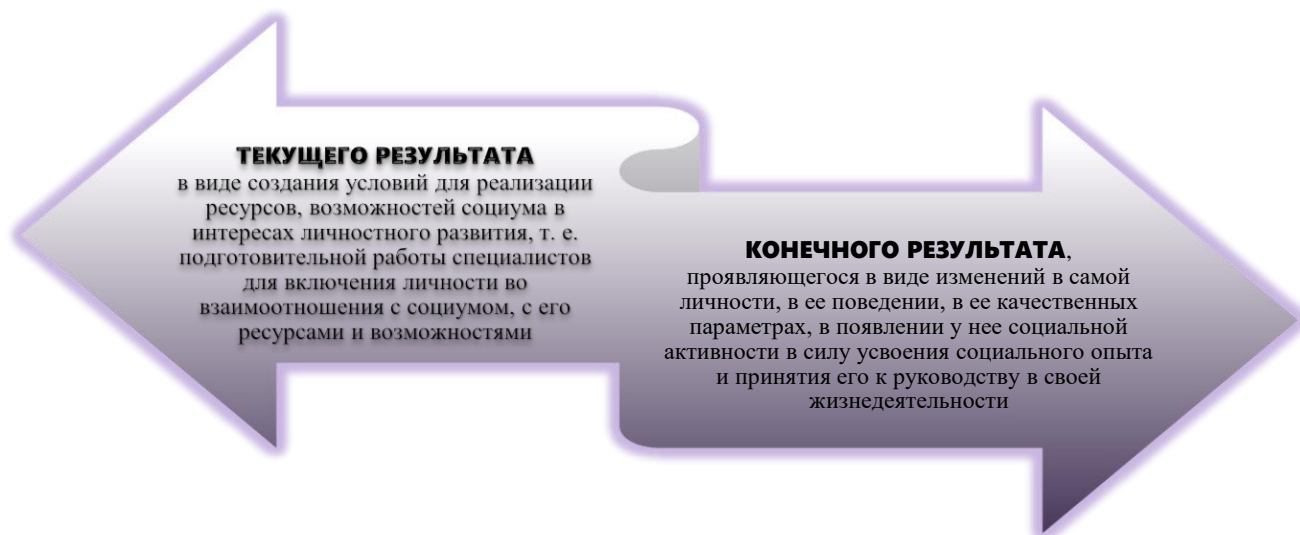 ТЕКУЩЕГО РЕЗУЛЬТАТА
в виде создания условий для реализации
ресурсов, возможностей социума в
интересах личностного развития, т. е.
подготовительной работы специалистов
для включения личности во
взаимоотношения с социумом, с его
ресурсами и возможностями
КОНЕЧНОГО РЕЗУЛЬТАТА,
проявляющегося в виде изменений в самой
личности, в ее поведении, в ее качественных
параметрах, в появлении у нее социальной
активности в силу усвоения социального опыта
и принятия его к руководству в своей
жизнедеятельности